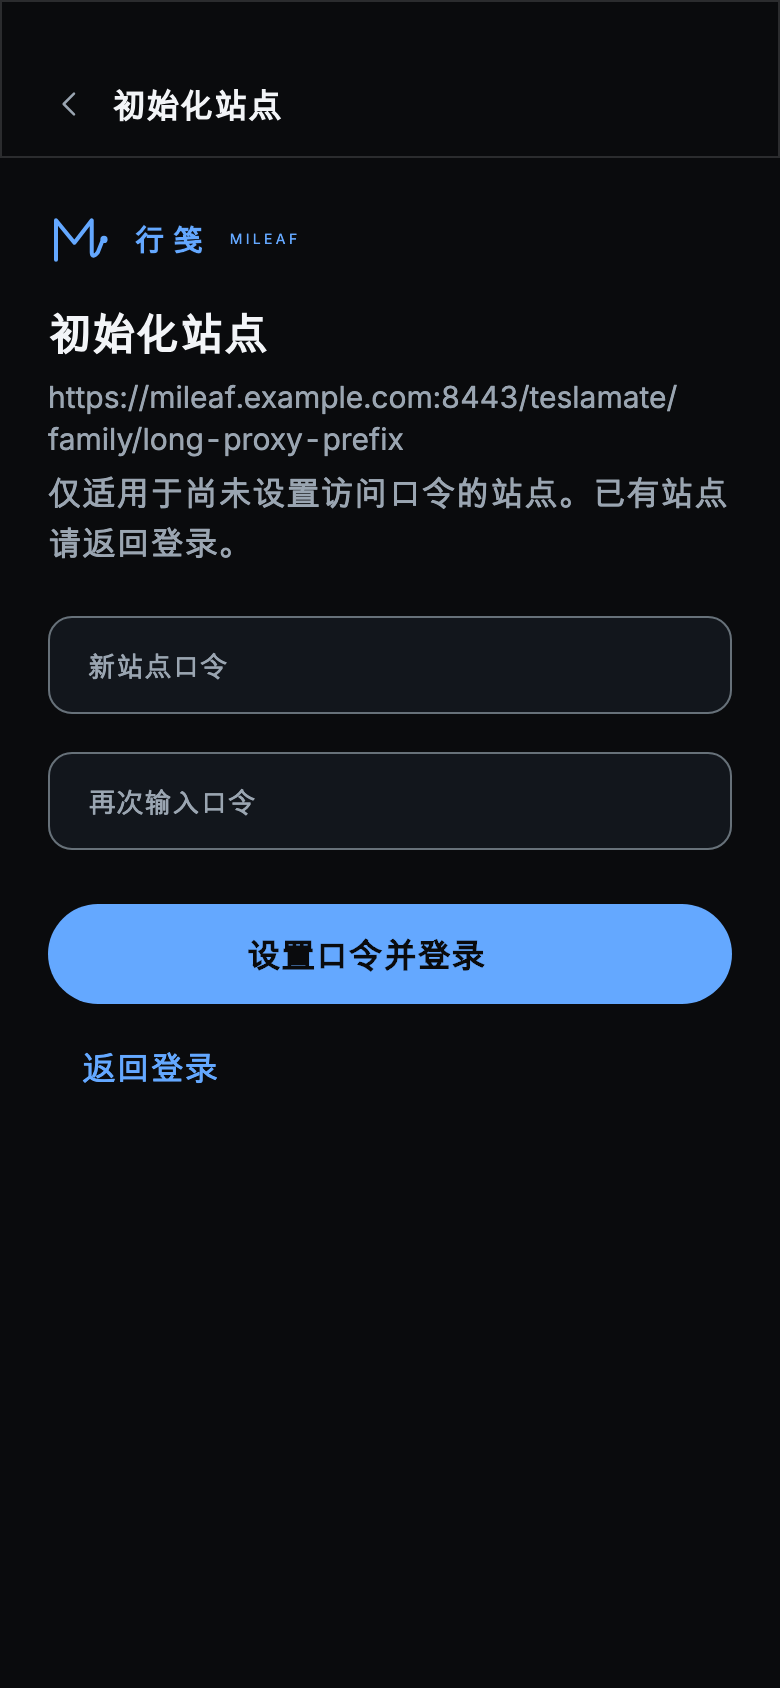 初始化站点
行笺 MILEAF
初始化站点
https://mileaf.example.com:8443/teslamate/
family/long-proxy-prefix
仅适用于尚未设置访问口令的站点。已有站点
请返回登录。
新站点口令
再次输入口令
设置口令并登录
返回登录